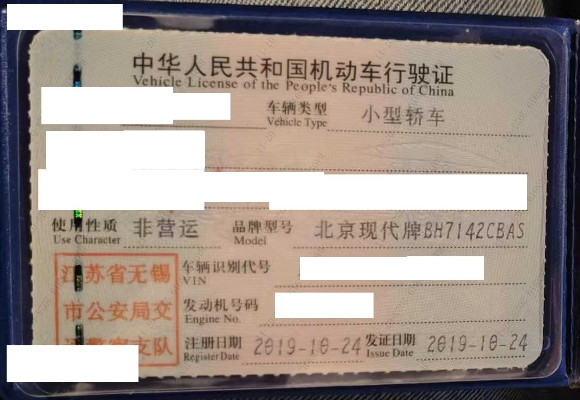 中华人民共和国机动车行驶证
Vehicle License of the People's Republic of China
车辆类型 小型轿车
Vehicle Type
使用性质 非营运 品牌型号 北京现代牌BH7142CBAS
Use Character Model
江苏省无锡
市公安局交
支队
车辆识别代号
VIN
发动机号码
Engine No.
注册日期 2019-10-24 发证日期 2019-10-24
Register Date Issue Date